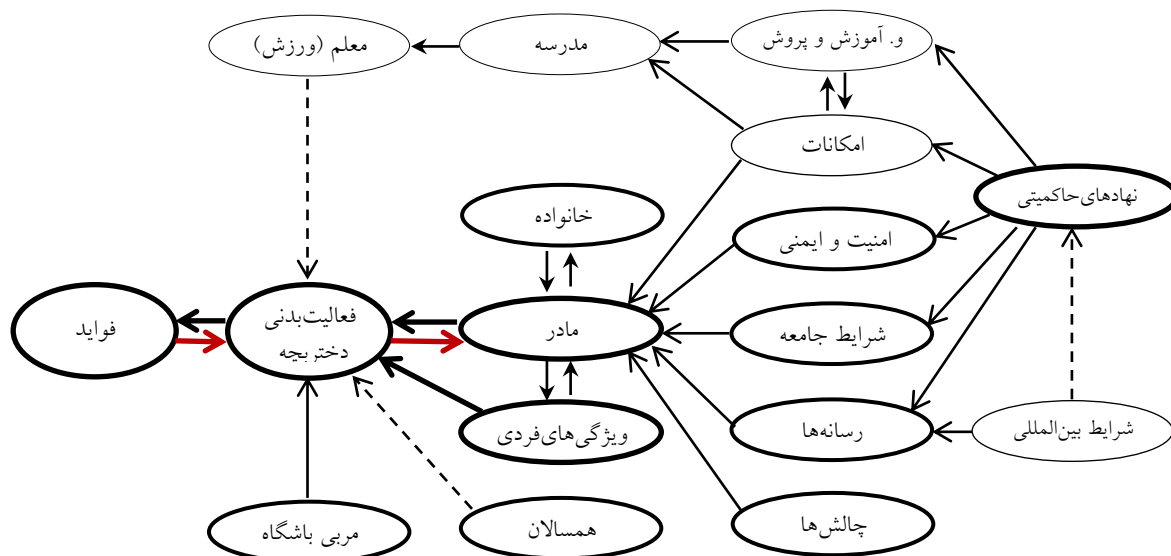 و. آموزش و پروش
مدرسه
معلم (ورزش)
امکانات
نهادهای‌حاکمیتی
خانواده
امنیت و ایمنی
مادر
فعالیت‌بدنی
دختربچه
فواید
شرایط جامعه
ویژگی‌های‌فردی
رسانه‌ها
شرایط بین‌المللی
چالش‌ها
همسالان
مربی باشگاه